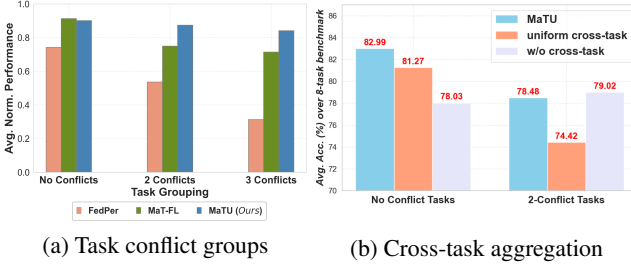 Avg. Norm. Performance
1.0
0.8
0.6
0.4
0.2
0.0
No Conflicts
2 Conflicts
3 Conflicts
Task Grouping
FedPer
MaT-FL
MaTU (Ours)
(a) Task conflict groups
Avg. Acc. (%) over 8-task benchmark
86
84
82
80
78
76
74
72
70
MaTU
uniform cross-task
w/o cross-task
82.99
81.27
78.03
78.48
74.42
79.02
No Conflict Tasks
2-Conflict Tasks
(b) Cross-task aggregation